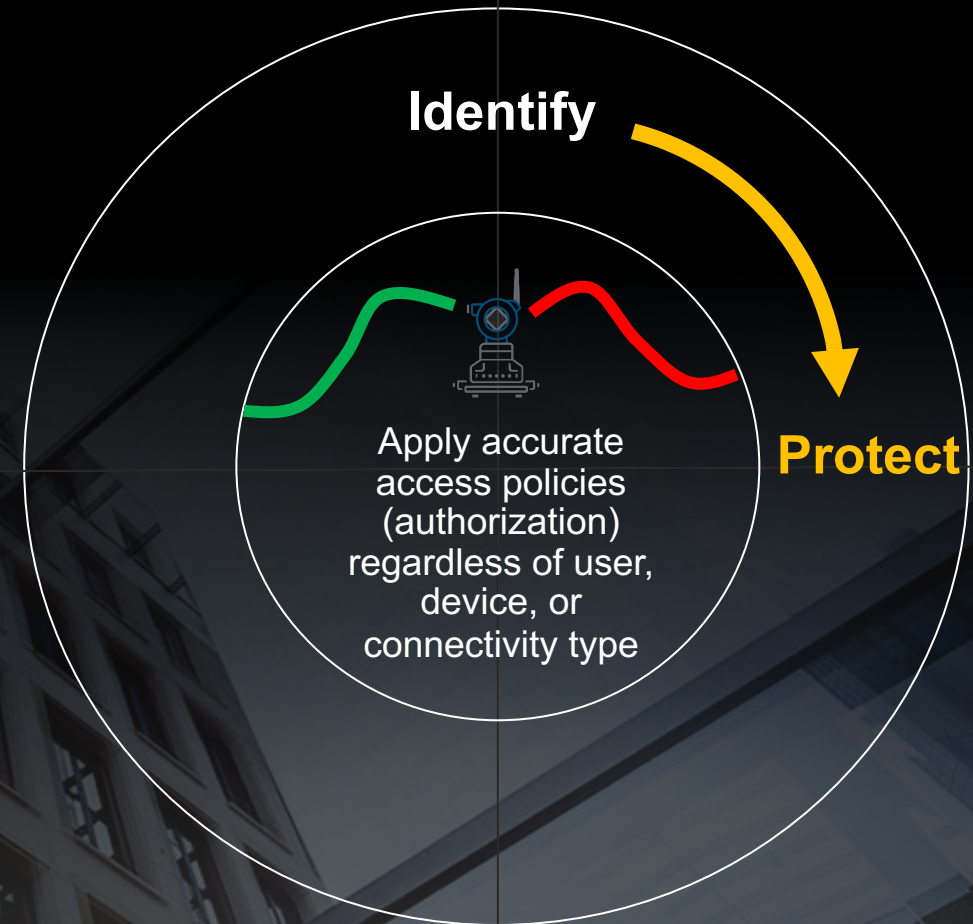 Identify
Protect
Apply accurate
access policies
(authorization)
regardless of user,
device, or
connectivity type